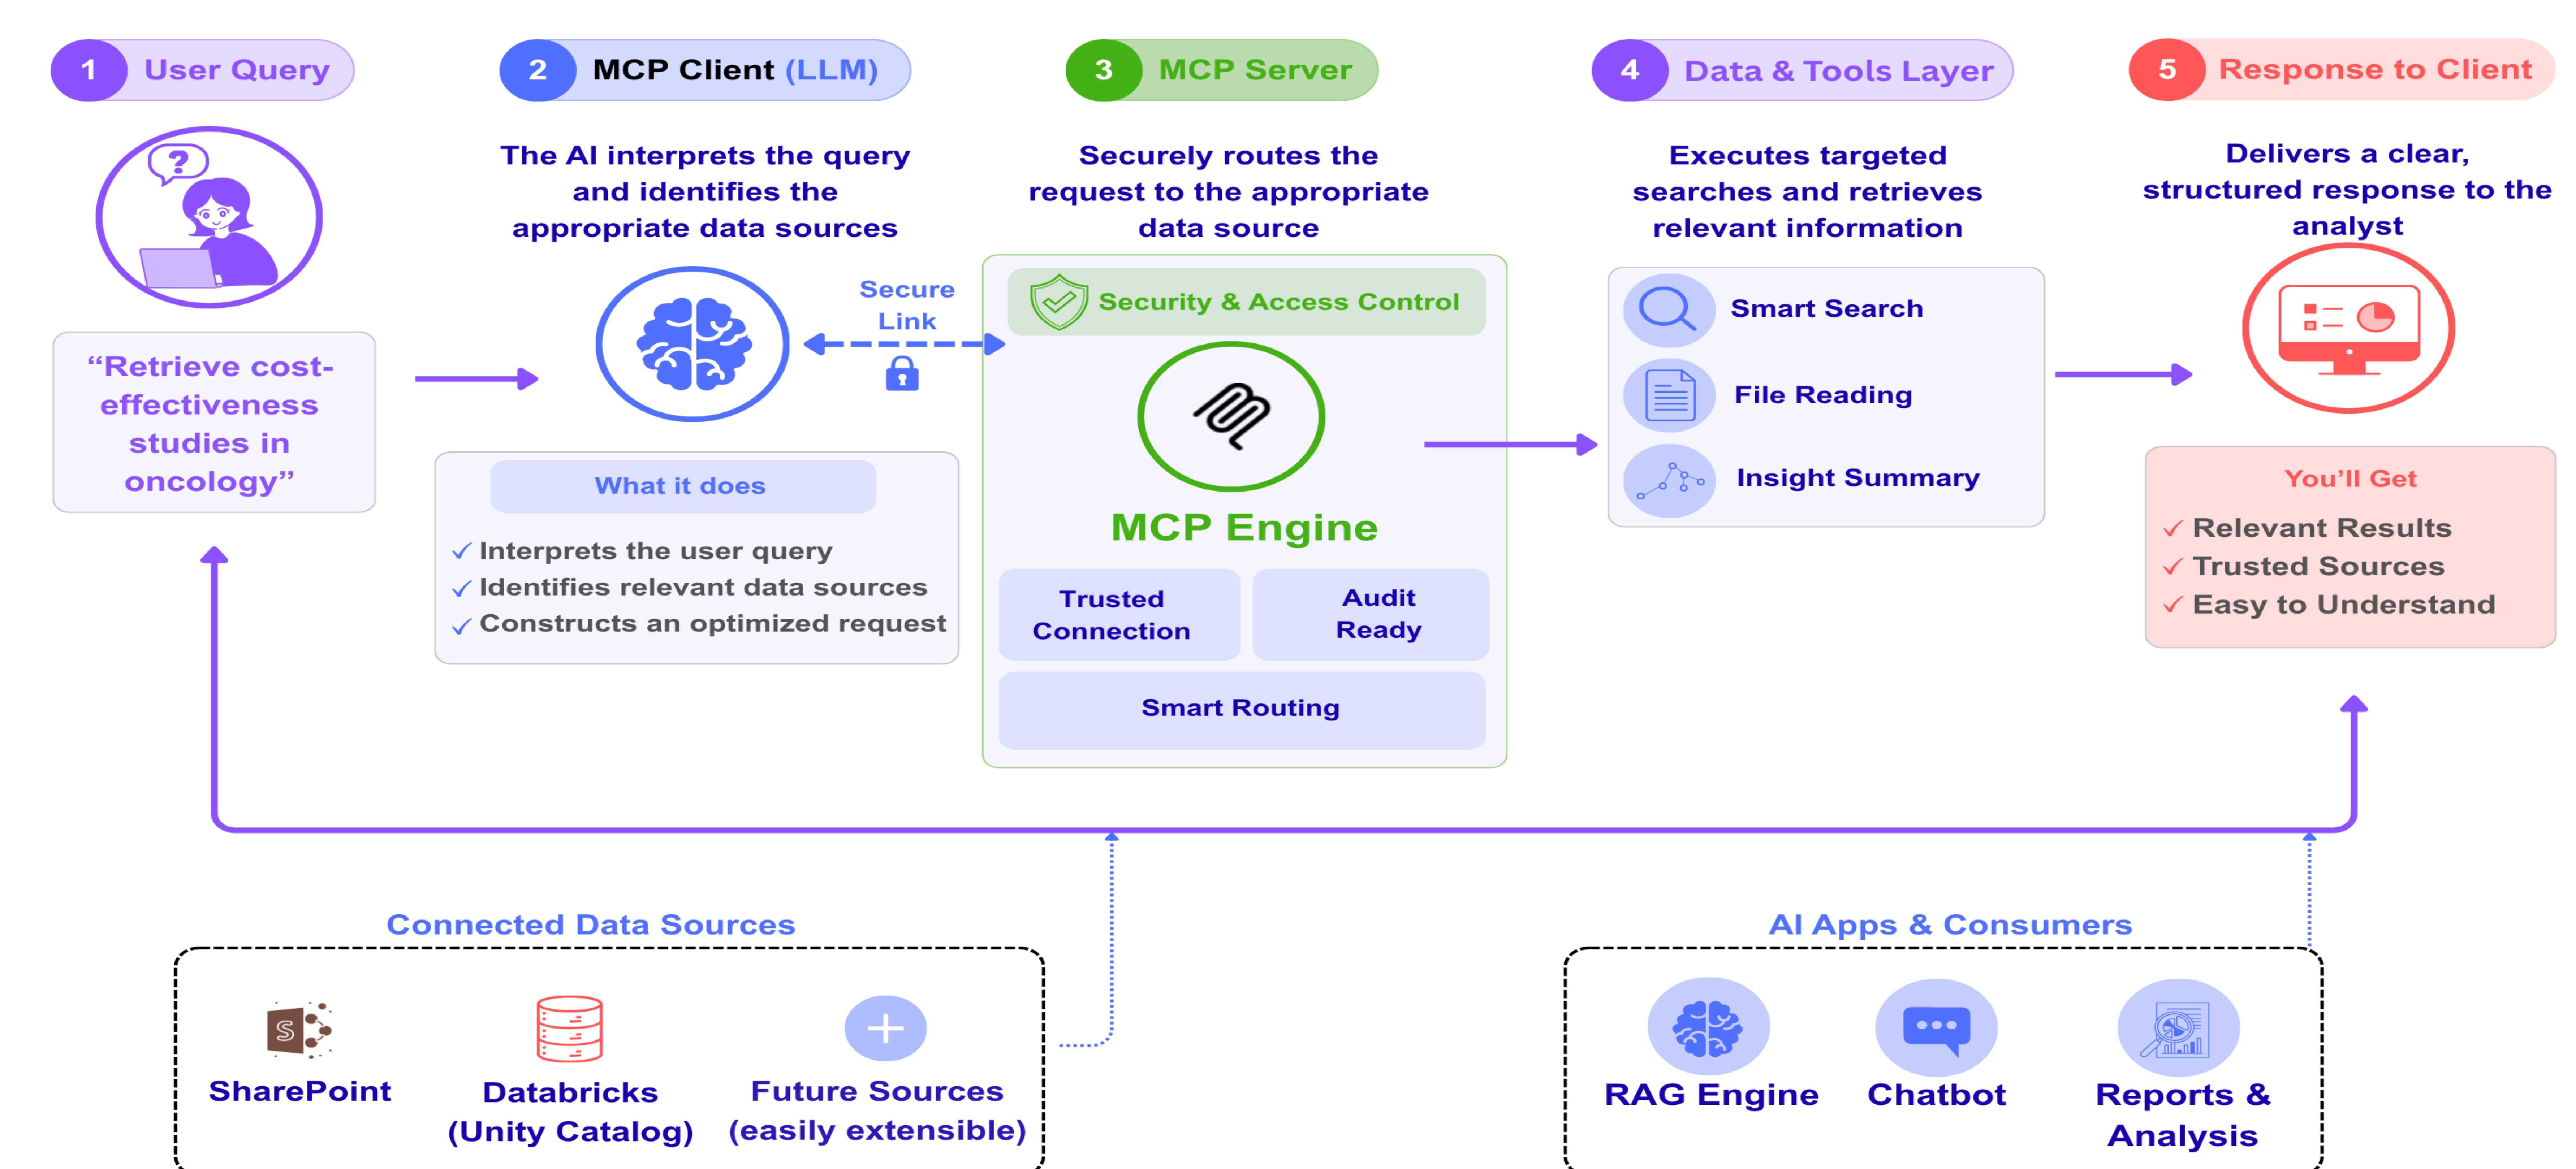 1 User Query
2 MCP Client (LLM)
3 MCP Server
4 Data & Tools Layer
5 Response to Client
?
“Retrieve cost-
effectiveness
studies in
oncology”
The AI interprets the query
and identifies the
appropriate data sources
Secure
Link
What it does
Interprets the user query
Identifies relevant data sources
Constructs an optimized request
Securely routes the
request to the appropriate
data source
Security & Access Control
MCP Engine
Trusted
Connection
Audit
Ready
Smart Routing
Executes targeted
searches and retrieves
relevant information
Smart Search
File Reading
Insight Summary
Delivers a clear,
structured response to the
analyst
You’ll Get
Relevant Results
Trusted Sources
Easy to Understand
Connected Data Sources
S
SharePoint
Databricks
(Unity Catalog)
Future Sources
(easily extensible)
AI Apps & Consumers
RAG Engine
Chatbot
Reports &
Analysis